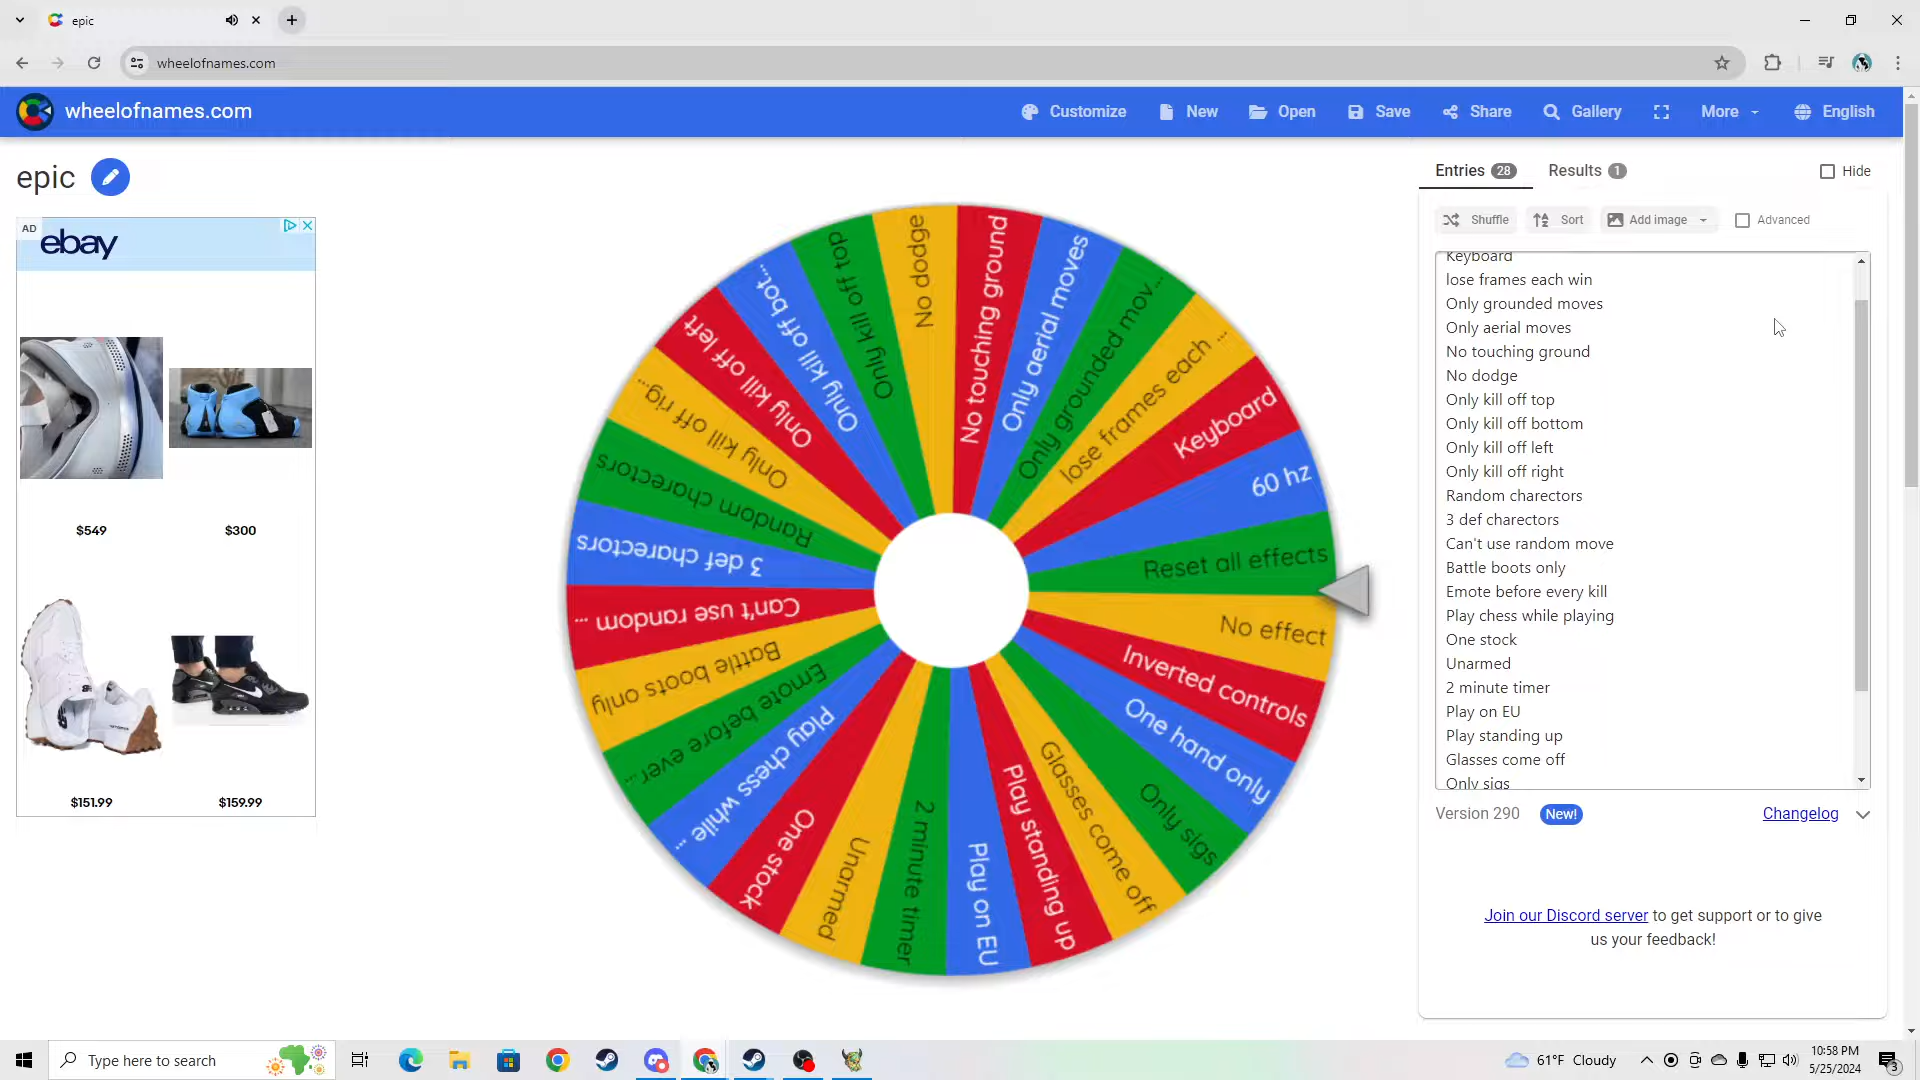 epic
wheelofnames.com
wheelofnames.com
Customize
New
Open
Save
Share
Gallery
More
English
epic
AD
ebay
$549
$300
$151.99
$159.99
No dodge
No touching ground
Only aerial moves
Only grounded mov...
lose frames each ...
Keyboard
60 hz
Reset all effects
No effect
Inverted controls
One hand only
Only sigs
Glasses come off
Play standing up
Play on EU
2 minute timer
Unarmed
One stock
Play chess while ...
Emote before ever ...
Battle boots only
Can't use random ...
3 def charectors
Random charectors
Only kill off rig...
Only kill off left
Only kill off bot...
Only kill off top
Entries 28
Results 1
Hide
Shuffle
Sort
Add image
Advanced
Keyboard
lose frames each win
Only grounded moves
Only aerial moves
No touching ground
No dodge
Only kill off top
Only kill off bottom
Only kill off left
Only kill off right
Random charectors
3 def charectors
Can't use random move
Battle boots only
Emote before every kill
Play chess while playing
One stock
Unarmed
2 minute timer
Play on EU
Play standing up
Glasses come off
Only sigs
Version 290
New!
Changelog
Join our Discord server to get support or to give
us your feedback!
Type here to search
61°F Cloudy
10:58 PM
5/25/2024
3